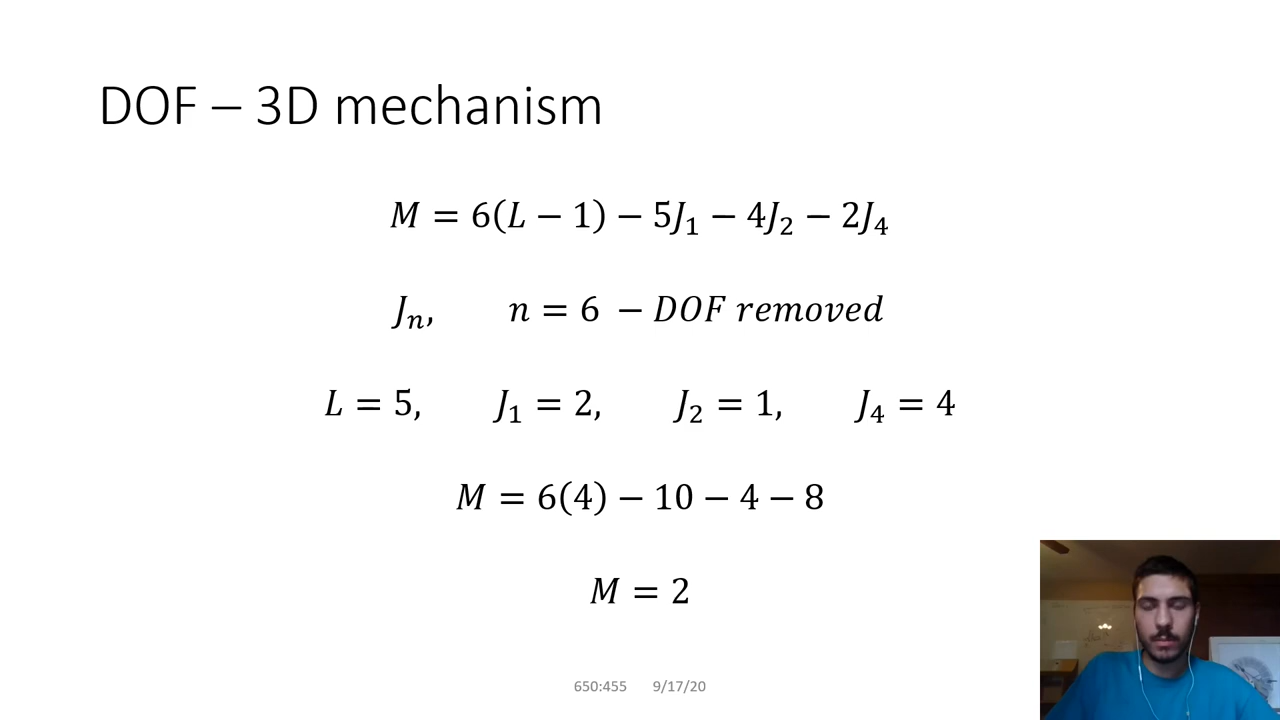 DOF – 3D mechanism
M = 6(L − 1) − 5J₁ − 4J₂ − 2J₄
Jₙ, n = 6 − DOF removed
L = 5, J₁ = 2, J₂ = 1, J₄ = 4
M = 6(4) − 10 − 4 − 8
M = 2
650:455 9/17/20